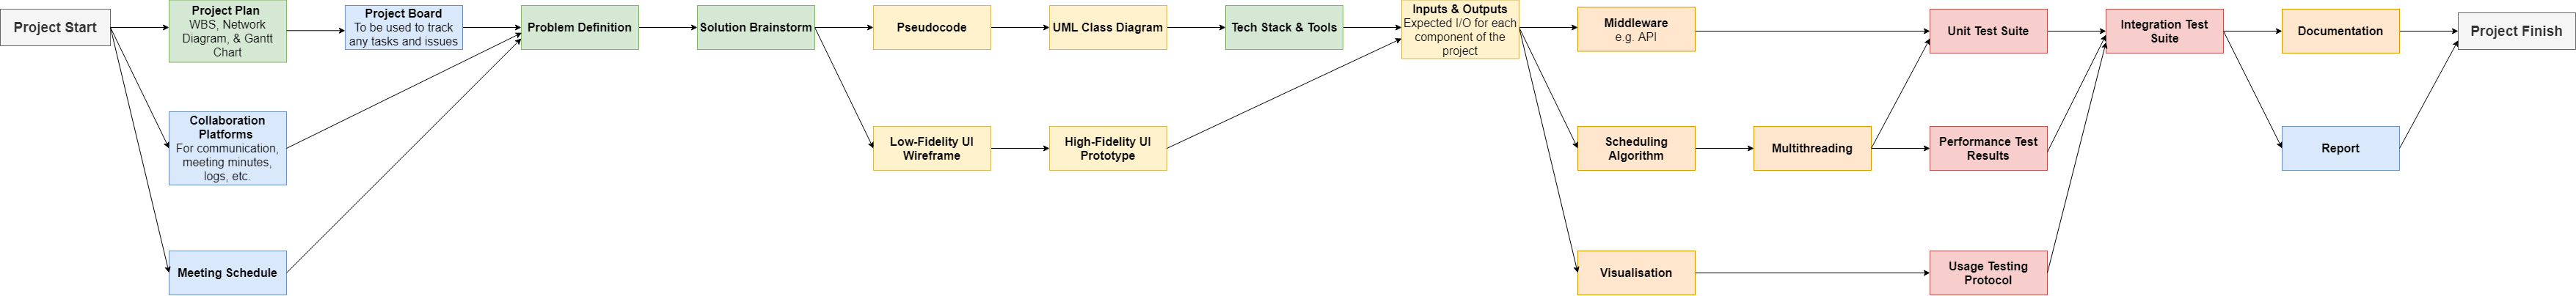 Project Start
Project Plan
WBS, Network
Diagram, & Gantt
Chart
Project Board
To be used to track
any tasks and issues
Problem Definition
Solution Brainstorm
Pseudocode
UML Class Diagram
Tech Stack & Tools
Inputs & Outputs
Expected I/O for each
component of the
project
Middleware
e.g. API
Unit Test Suite
Integration Test
Suite
Documentation
Project Finish
Collaboration
Platforms
For communication,
meeting minutes,
logs, etc.
Low-Fidelity UI
Wireframe
High-Fidelity UI
Prototype
Scheduling
Algorithm
Multithreading
Performance Test
Results
Report
Meeting Schedule
Visualisation
Usage Testing
Protocol